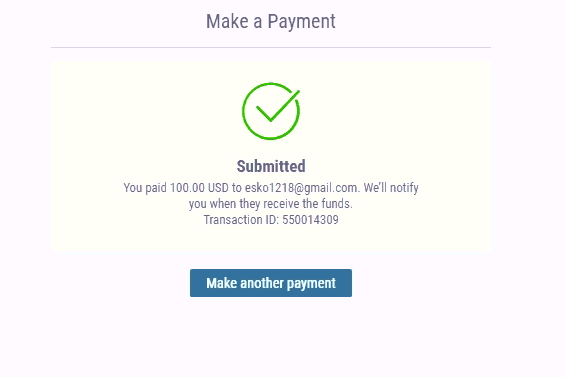 Make a Payment
Submitted
You paid 100.00 USD to esko1218@gmail.com. We'll notify
you when they receive the funds.
Transaction ID: 550014309
Make another payment